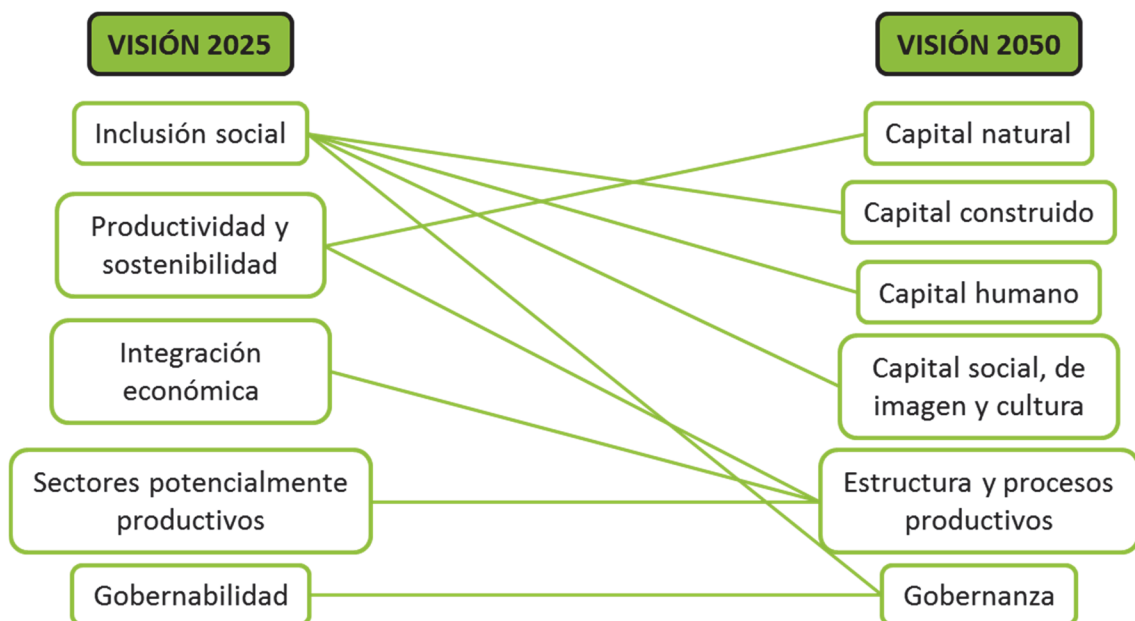 VISIÓN 2025
Inclusión social
Productividad y
sostenibilidad
Integración
económica
Sectores potencialmente
productivos
Gobernabilidad
VISIÓN 2050
Capital natural
Capital construido
Capital humano
Capital social, de
imagen y cultura
Estructura y procesos
productivos
Gobernanza